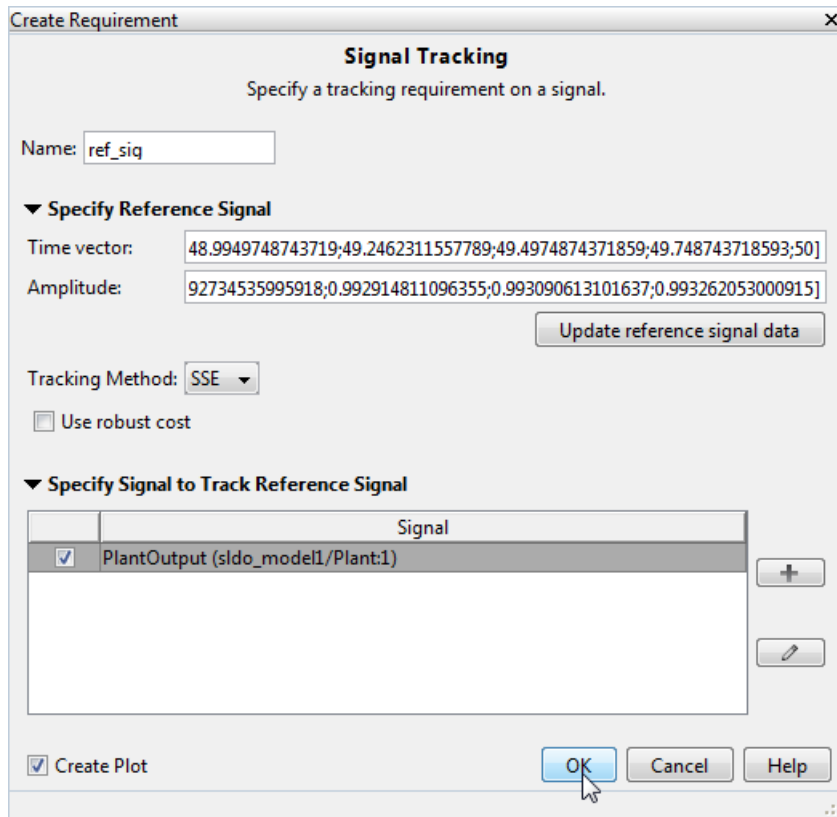 Create Requirement
Signal Tracking
Specify a tracking requirement on a signal.
Name: ref_sig
Specify Reference Signal
Time vector: 48.9949748743719;49.2462311557789;49.4974874371859;49.748743718593;50]
Amplitude: 92734535995918;0.992914811096355;0.993090613101637;0.993262053000915]
Update reference signal data
Tracking Method: SSE
Use robust cost
Specify Signal to Track Reference Signal
Signal
PlantOutput (sldo_model1/Plant:1)
Create Plot OK Cancel Help